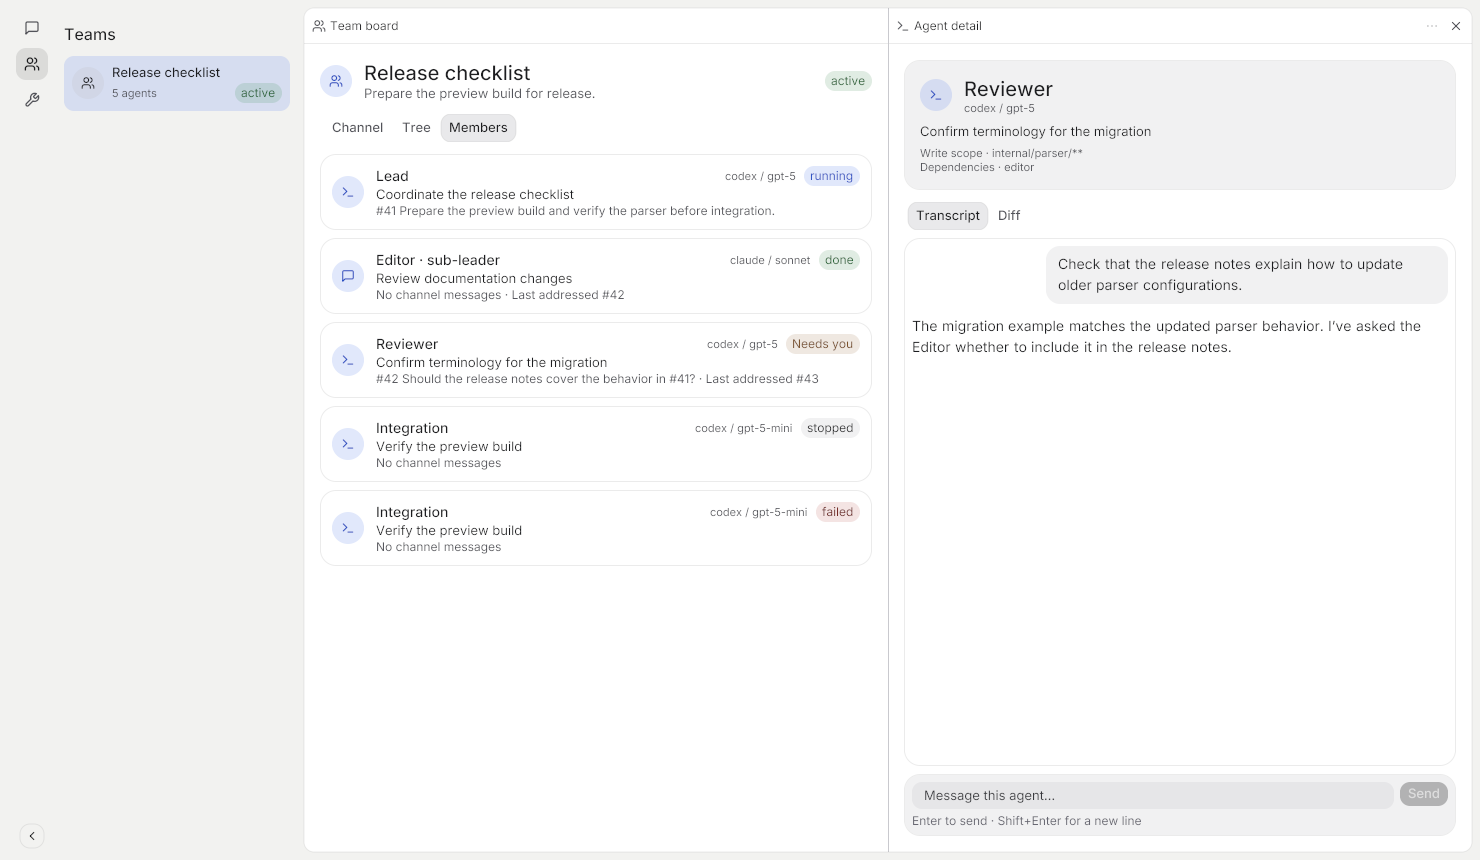 Teams
Release checklist
5 agents
active
Team board
Release checklist
Prepare the preview build for release.
active
Channel
Tree
Members
Lead
codex / gpt-5
running
Coordinate the release checklist
#41 Prepare the preview build and verify the parser before integration.
Editor · sub-leader
claude / sonnet
done
Review documentation changes
No channel messages · Last addressed #42
Reviewer
codex / gpt-5
Needs you
Confirm terminology for the migration
#42 Should the release notes cover the behavior in #41? · Last addressed #43
Integration
codex / gpt-5-mini
stopped
Verify the preview build
No channel messages
Integration
codex / gpt-5-mini
failed
Verify the preview build
No channel messages
Agent detail
Reviewer
codex / gpt-5
Confirm terminology for the migration
Write scope · internal/parser/**
Dependencies · editor
Transcript
Diff
Check that the release notes explain how to update
older parser configurations.
The migration example matches the updated parser behavior. I’ve asked the
Editor whether to include it in the release notes.
Message this agent...
Send
Enter to send · Shift+Enter for a new line